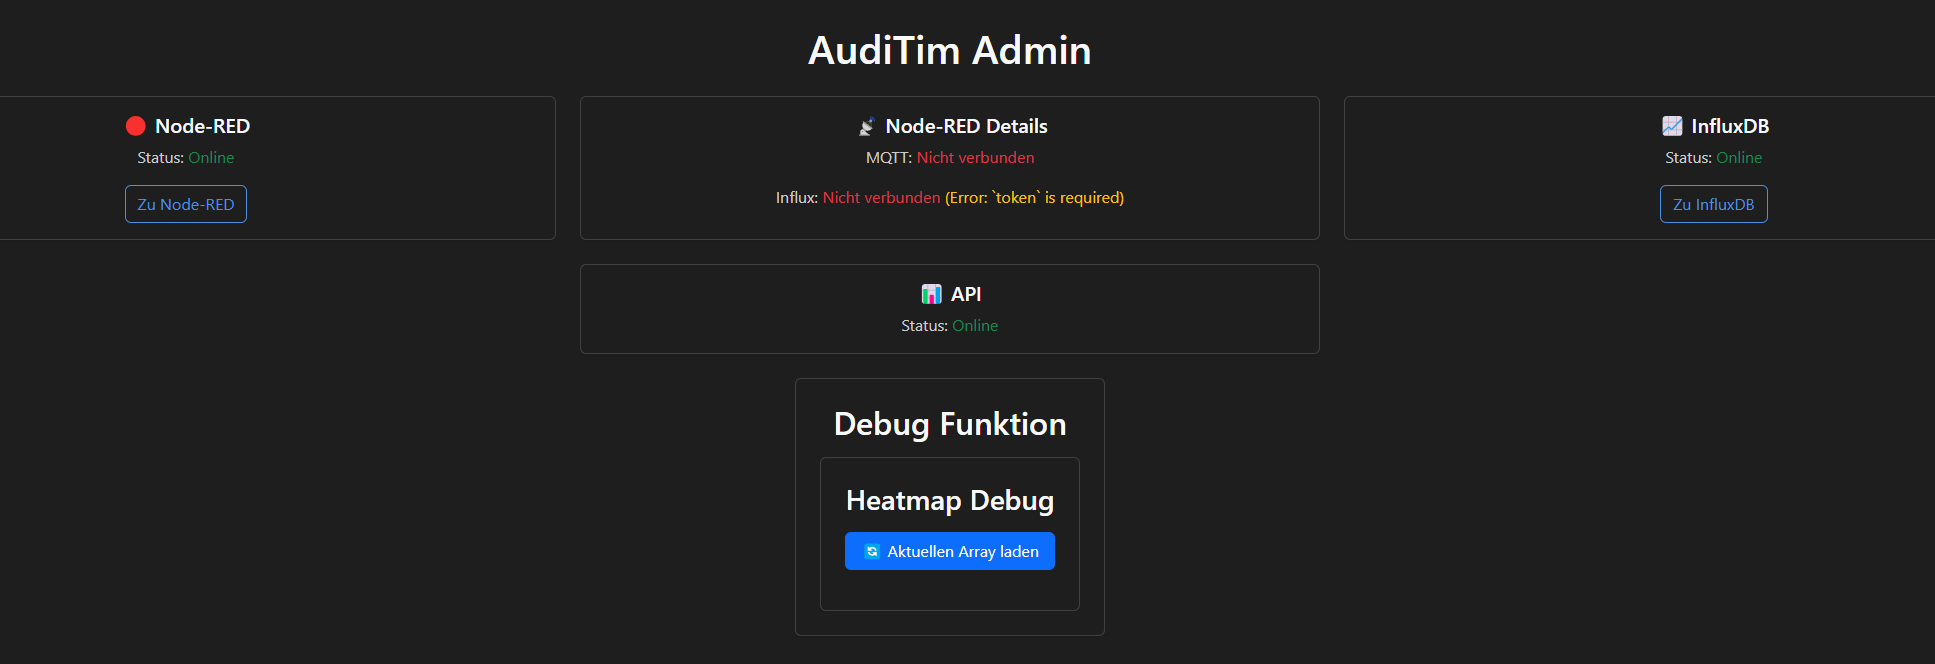 AudiTim Admin
Node-RED
Status: Online
Zu Node-RED
Node-RED Details
MQTT: Nicht verbunden
Influx: Nicht verbunden (Error: `token` is required)
InfluxDB
Status: Online
Zu InfluxDB
API
Status: Online
Debug Funktion
Heatmap Debug
Aktuellen Array laden